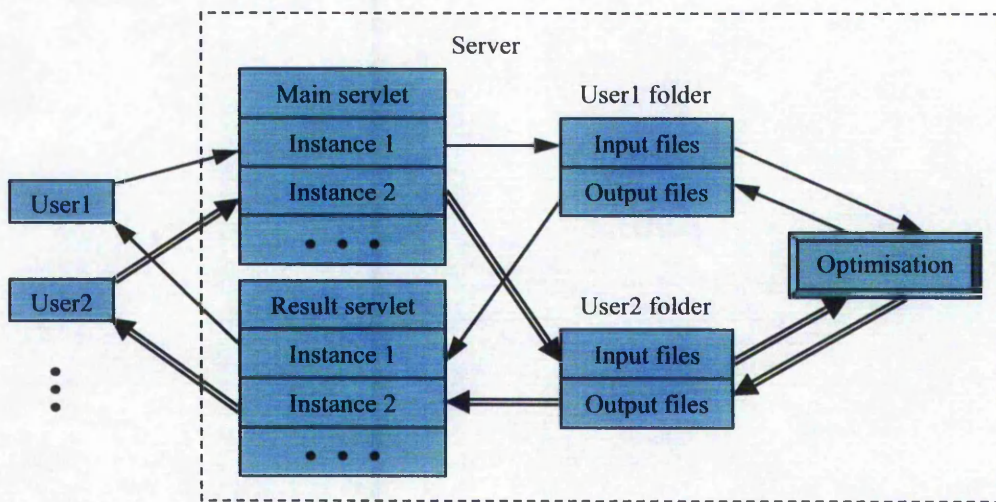 Server
Main servlet
Instance 1
Instance 2
• • •
Result servlet
Instance 1
Instance 2
• • •
User1
User2
User1 folder
Input files
Output files
User2 folder
Input files
Output files
Optimisation